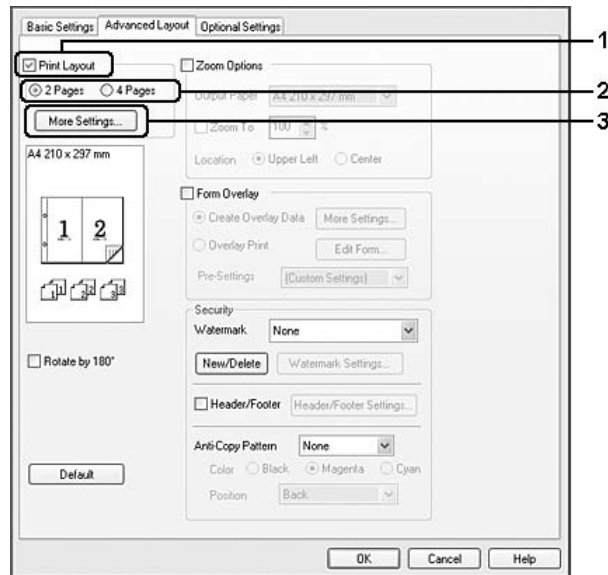 Basic Settings Advanced Layout Optional Settings
1
Print Layout
2 Pages 4 Pages
2
More Settings...
3
A4 210 x 297 mm
1 2
Rotate by 180°
Default
Zoom Options
Output Paper A4 210 x 297 mm
Zoom To 100 %
Location Upper Left Center
Form Overlay
Create Overlay Data More Settings...
Overlay Print Edit Form...
Pre-Settings (Custom Settings)
Security
Watermark None
New/Delete Watermark Settings...
Header/Footer Header/Footer Settings...
Anti-Copy Pattern None
Color Black Magenta Cyan
Position Back
OK Cancel Help